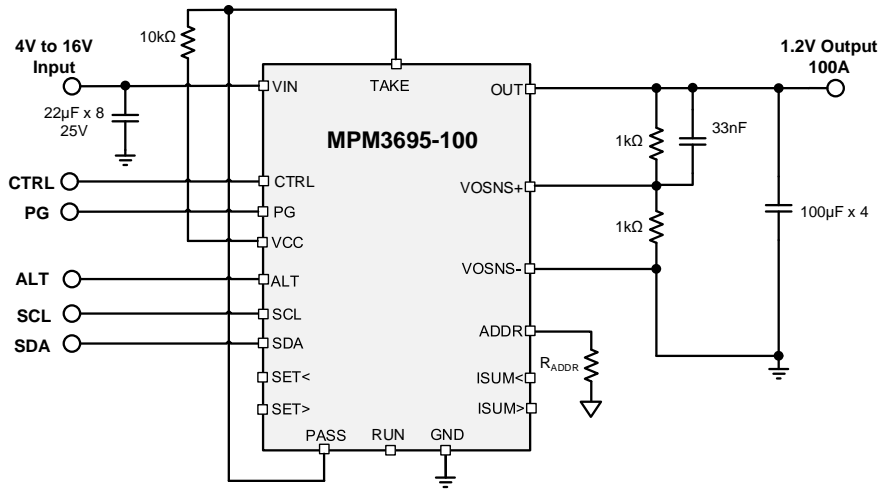 10kΩ
4V to 16V
Input
1.2V Output
100A
VIN
TAKE
OUT
22µF x 8
25V
MPM3695-100
1kΩ
33nF
CTRL
CTRL
VOSNS+
PG
PG
100µF x 4
VCC
1kΩ
ALT
ALT
VOSNS-
SCL
SCL
SDA
SDA
ADDR
RADDR
SET<
ISUM<
SET>
ISUM>
PASS
RUN
GND